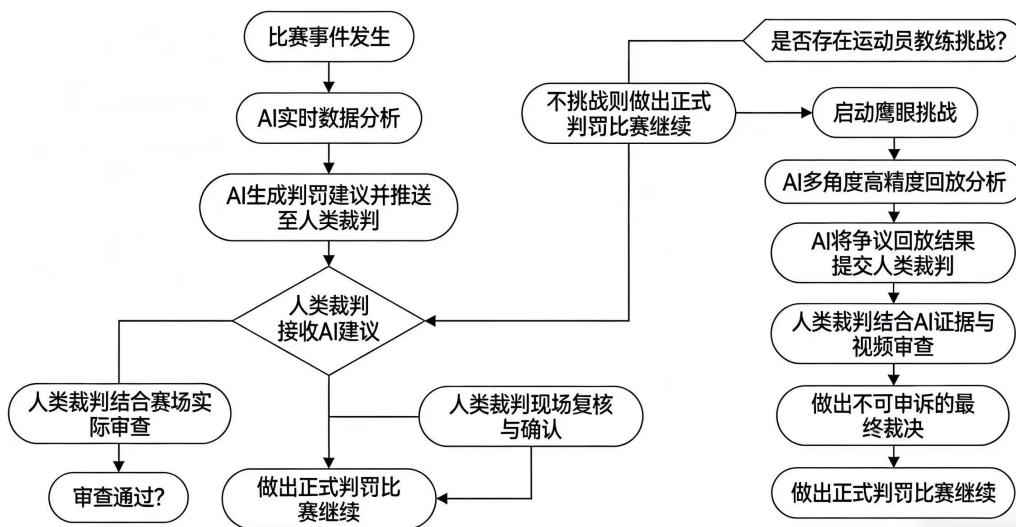 比赛事件发生
AI实时数据分析
AI生成判罚建议并推送
至人类裁判
人类裁判
接收AI建议
人类裁判结合赛场实
际审查
审查通过?
人类裁判现场复核
与确认
做出正式判罚比
赛继续
是否存在运动员教练挑战?
不挑战则做出正式
判罚比赛继续
启动鹰眼挑战
AI多角度高精度回放分析
AI将争议回放结果
提交人类裁判
人类裁判结合AI证据与
视频审查
做出不可申诉的最
终裁决
做出正式判罚比赛继续